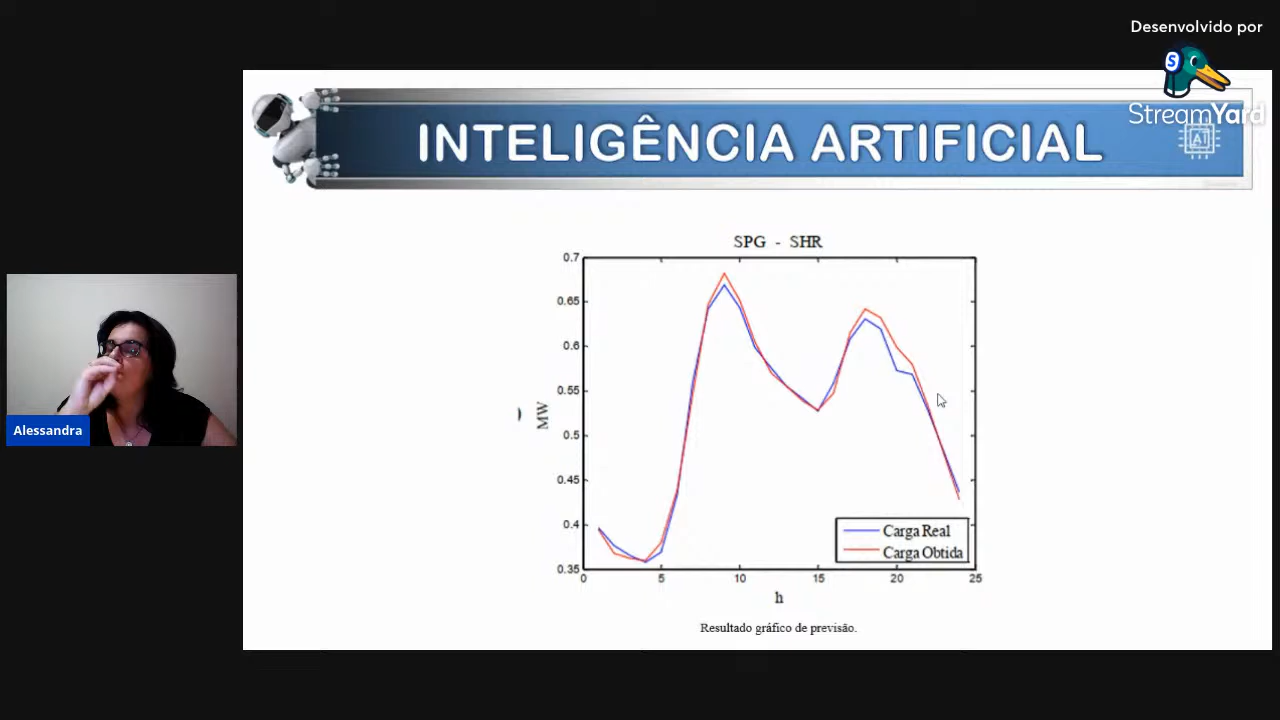 Desenvolvido por
StreamYard
INTELIGÊNCIA ARTIFICIAL
AI
SPG - SHR
0.7
0.65
0.6
0.55
0.5
0.45
0.4
0.35
MW
0
5
10
15
20
25
h
Carga Real
Carga Obtida
Resultado gráfico de previsão.
Alessandra